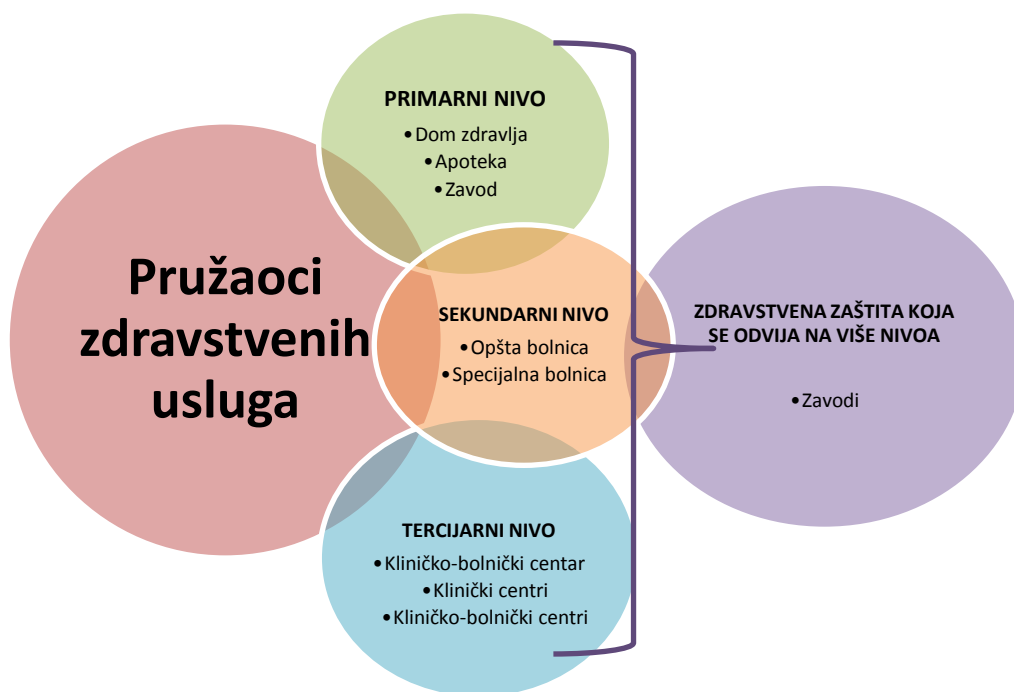 Pružaoci
zdravstvenih
usluga
PRIMARNI NIVO
•Dom zdravlja
•Apoteka
•Zavod
SEKUNDARNI NIVO
•Opšta bolnica
•Specijalna bolnica
TERCIJARNI NIVO
•Kliničko-bolnički centar
•Klinički centri
•Kliničko-bolnički centri
ZDRAVSTVENA ZAŠTITA KOJA
SE ODVIJA NA VIŠE NIVOA
•Zavodi